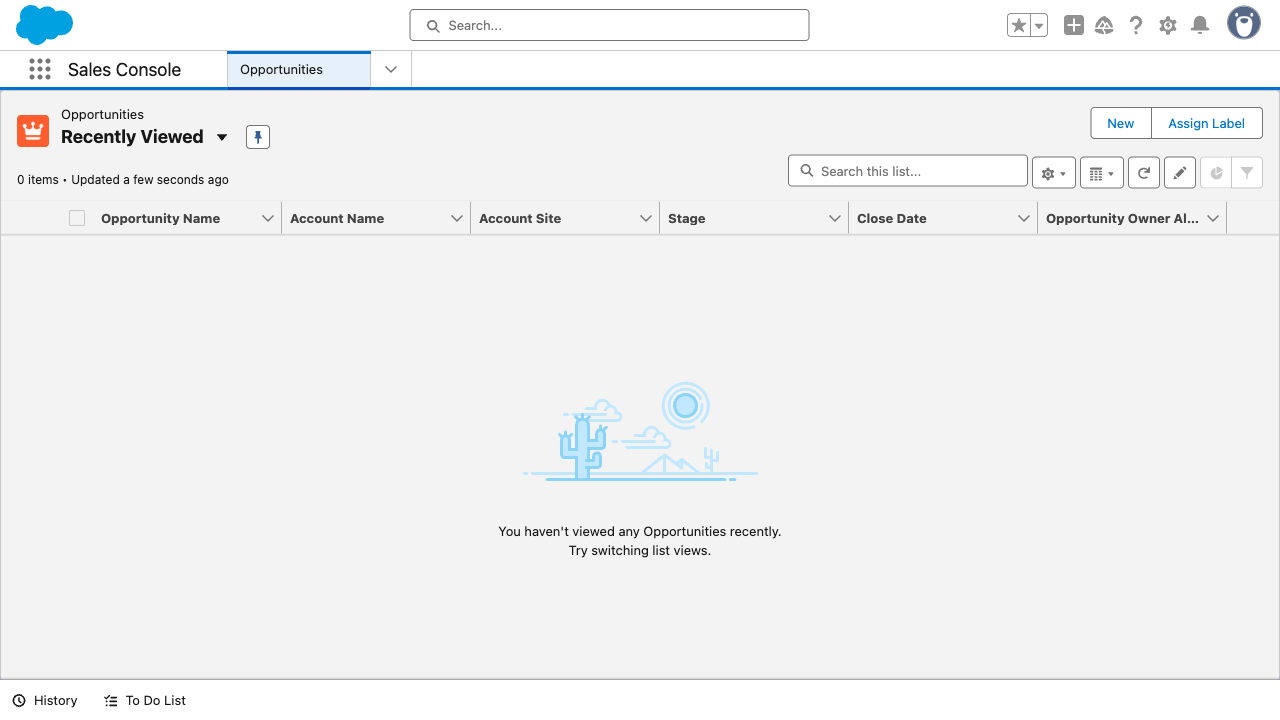 Search...
Sales Console
Opportunities
Opportunities
Recently Viewed
New
Assign Label
0 items • Updated a few seconds ago
Search this list...
Opportunity Name
Account Name
Account Site
Stage
Close Date
Opportunity Owner Al...
You haven't viewed any Opportunities recently.
Try switching list views.
History
To Do List